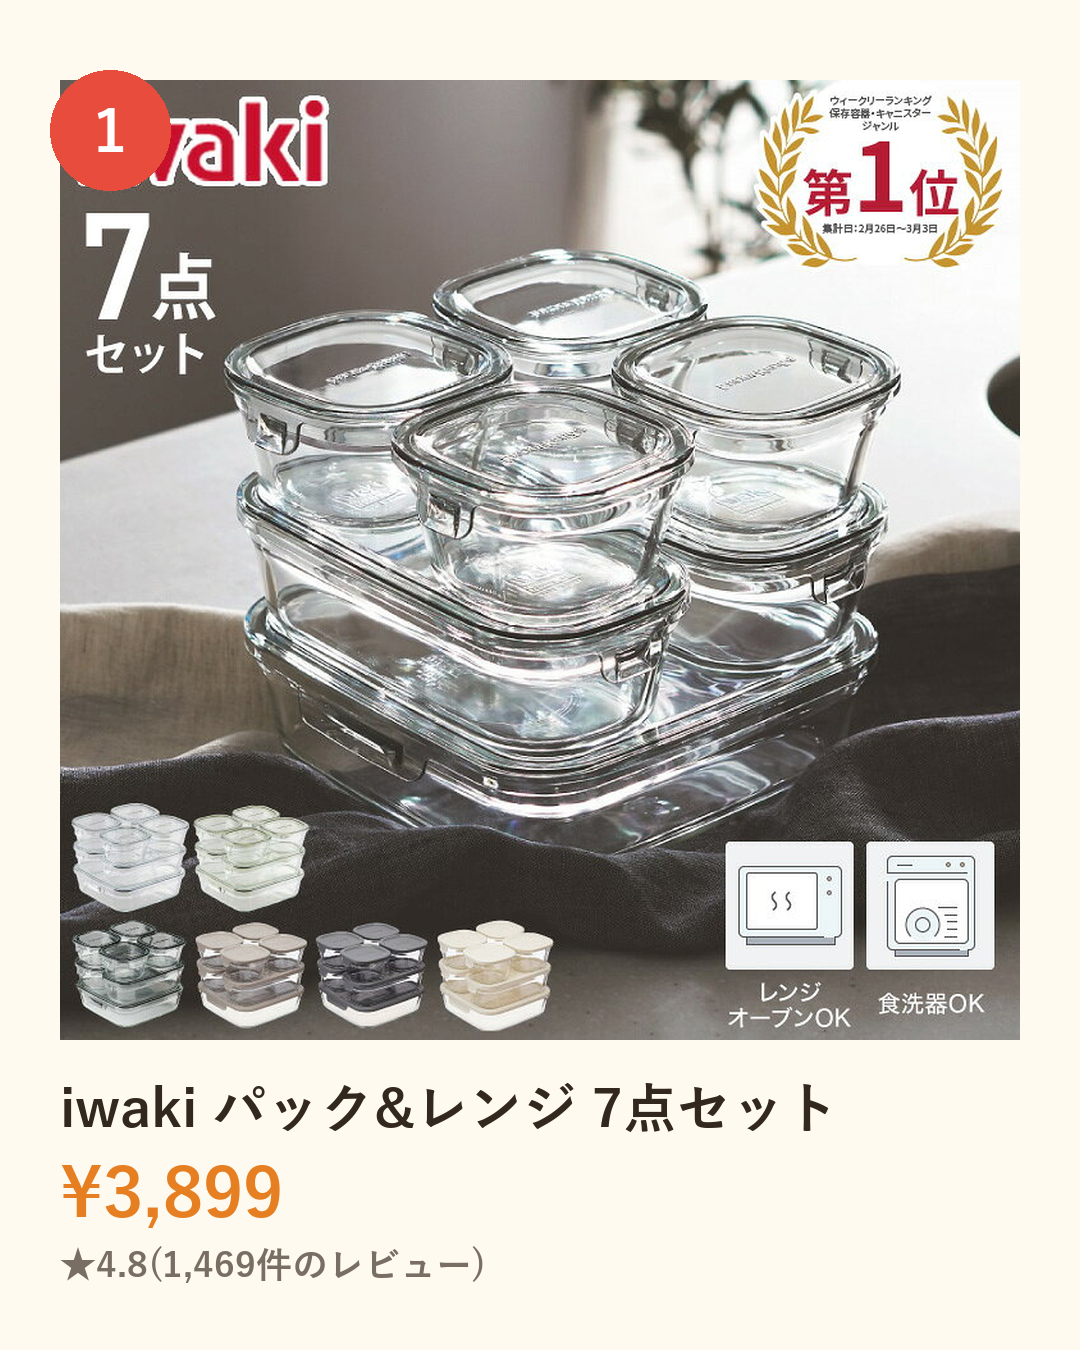 1
iwaki
7点
セット
ウィークリーランキング
保存容器・キャニスター
ジャンル
第1位
集計日:2月26日〜3月3日
レンジ
オーブンOK
食洗器OK
iwaki パック&レンジ 7点セット
¥3,899
★4.8(1,469件のレビュー)